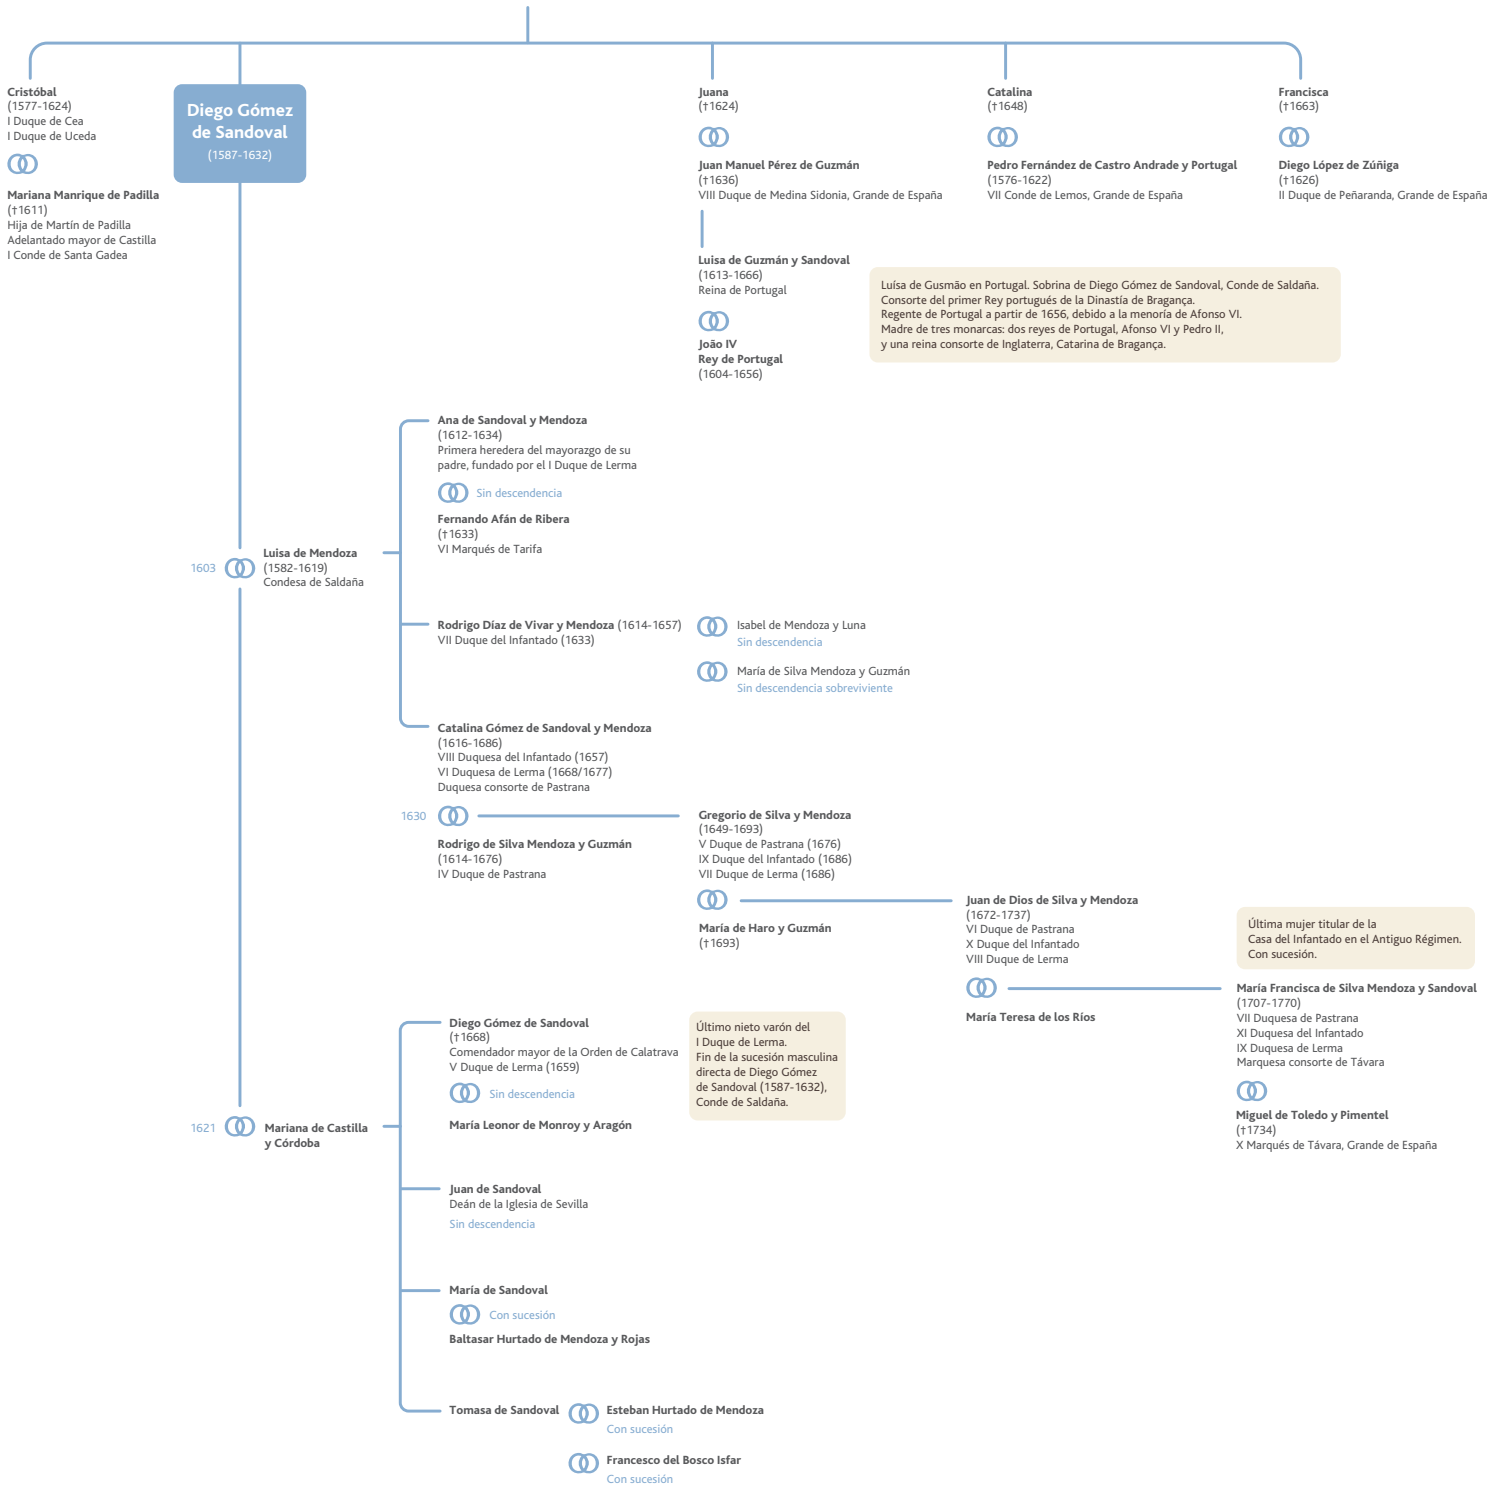 Cristóbal
(1577-1624)
I Duque de Cea
I Duque de Uceda
Mariana Manrique de Padilla
(†1611)
Hija de Martín de Padilla
Adelantado mayor de Castilla
I Conde de Santa Gadea
Diego Gómez
de Sandoval
(1587-1632)
Juana
(†1624)
Juan Manuel Pérez de Guzmán
(†1636)
VIII Duque de Medina Sidonia, Grande de España
Catalina
(†1648)
Pedro Fernández de Castro Andrade y Portugal
(1576-1622)
VII Conde de Lemos, Grande de España
Francisca
(†1663)
Diego López de Zúñiga
(†1626)
II Duque de Peñaranda, Grande de España
Luisa de Guzmán y Sandoval
(1613-1666)
Reina de Portugal
João IV
Rey de Portugal
(1604-1656)
Luísa de Gusmão en Portugal. Sobrina de Diego Gómez de Sandoval, Conde de Saldaña.
Consorte del primer Rey portugués de la Dinastía de Bragança.
Regente de Portugal a partir de 1656, debido a la menoría de Afonso VI.
Madre de tres monarcas: dos reyes de Portugal, Afonso VI y Pedro II,
y una reina consorte de Inglaterra, Catarina de Bragança.
1603
Luisa de Mendoza
(1582-1619)
Condesa de Saldaña
Ana de Sandoval y Mendoza
(1612-1634)
Primera heredera del mayorazgo de su
padre, fundado por el I Duque de Lerma
Sin descendencia
Fernando Afán de Ribera
(†1633)
VI Marqués de Tarifa
Rodrigo Díaz de Vivar y Mendoza (1614-1657)
VII Duque del Infantado (1633)
Isabel de Mendoza y Luna
Sin descendencia
María de Silva Mendoza y Guzmán
Sin descendencia sobreviviente
Catalina Gómez de Sandoval y Mendoza
(1616-1686)
VIII Duquesa del Infantado (1657)
VI Duquesa de Lerma (1668/1677)
Duquesa consorte de Pastrana
1630
Rodrigo de Silva Mendoza y Guzmán
(1614-1676)
IV Duque de Pastrana
Gregorio de Silva y Mendoza
(1649-1693)
V Duque de Pastrana (1676)
IX Duque del Infantado (1686)
VII Duque de Lerma (1686)
María de Haro y Guzmán
(†1693)
Juan de Dios de Silva y Mendoza
(1672-1737)
VI Duque de Pastrana
X Duque del Infantado
VIII Duque de Lerma
María Teresa de los Ríos
Última mujer titular de la
Casa del Infantado en el Antiguo Régimen.
Con sucesión.
María Francisca de Silva Mendoza y Sandoval
(1707-1770)
VII Duquesa de Pastrana
XI Duquesa del Infantado
IX Duquesa de Lerma
Marquesa consorte de Távara
Miguel de Toledo y Pimentel
(†1734)
X Marqués de Távara, Grande de España
1621
Mariana de Castilla
y Córdoba
Diego Gómez de Sandoval
(†1668)
Comendador mayor de la Orden de Calatrava
V Duque de Lerma (1659)
Sin descendencia
María Leonor de Monroy y Aragón
Último nieto varón del
I Duque de Lerma.
Fin de la sucesión masculina
directa de Diego Gómez
de Sandoval (1587-1632),
Conde de Saldaña.
Juan de Sandoval
Deán de la Iglesia de Sevilla
Sin descendencia
María de Sandoval
Con sucesión
Baltasar Hurtado de Mendoza y Rojas
Tomasa de Sandoval
Esteban Hurtado de Mendoza
Con sucesión
Francesco del Bosco Isfar
Con sucesión